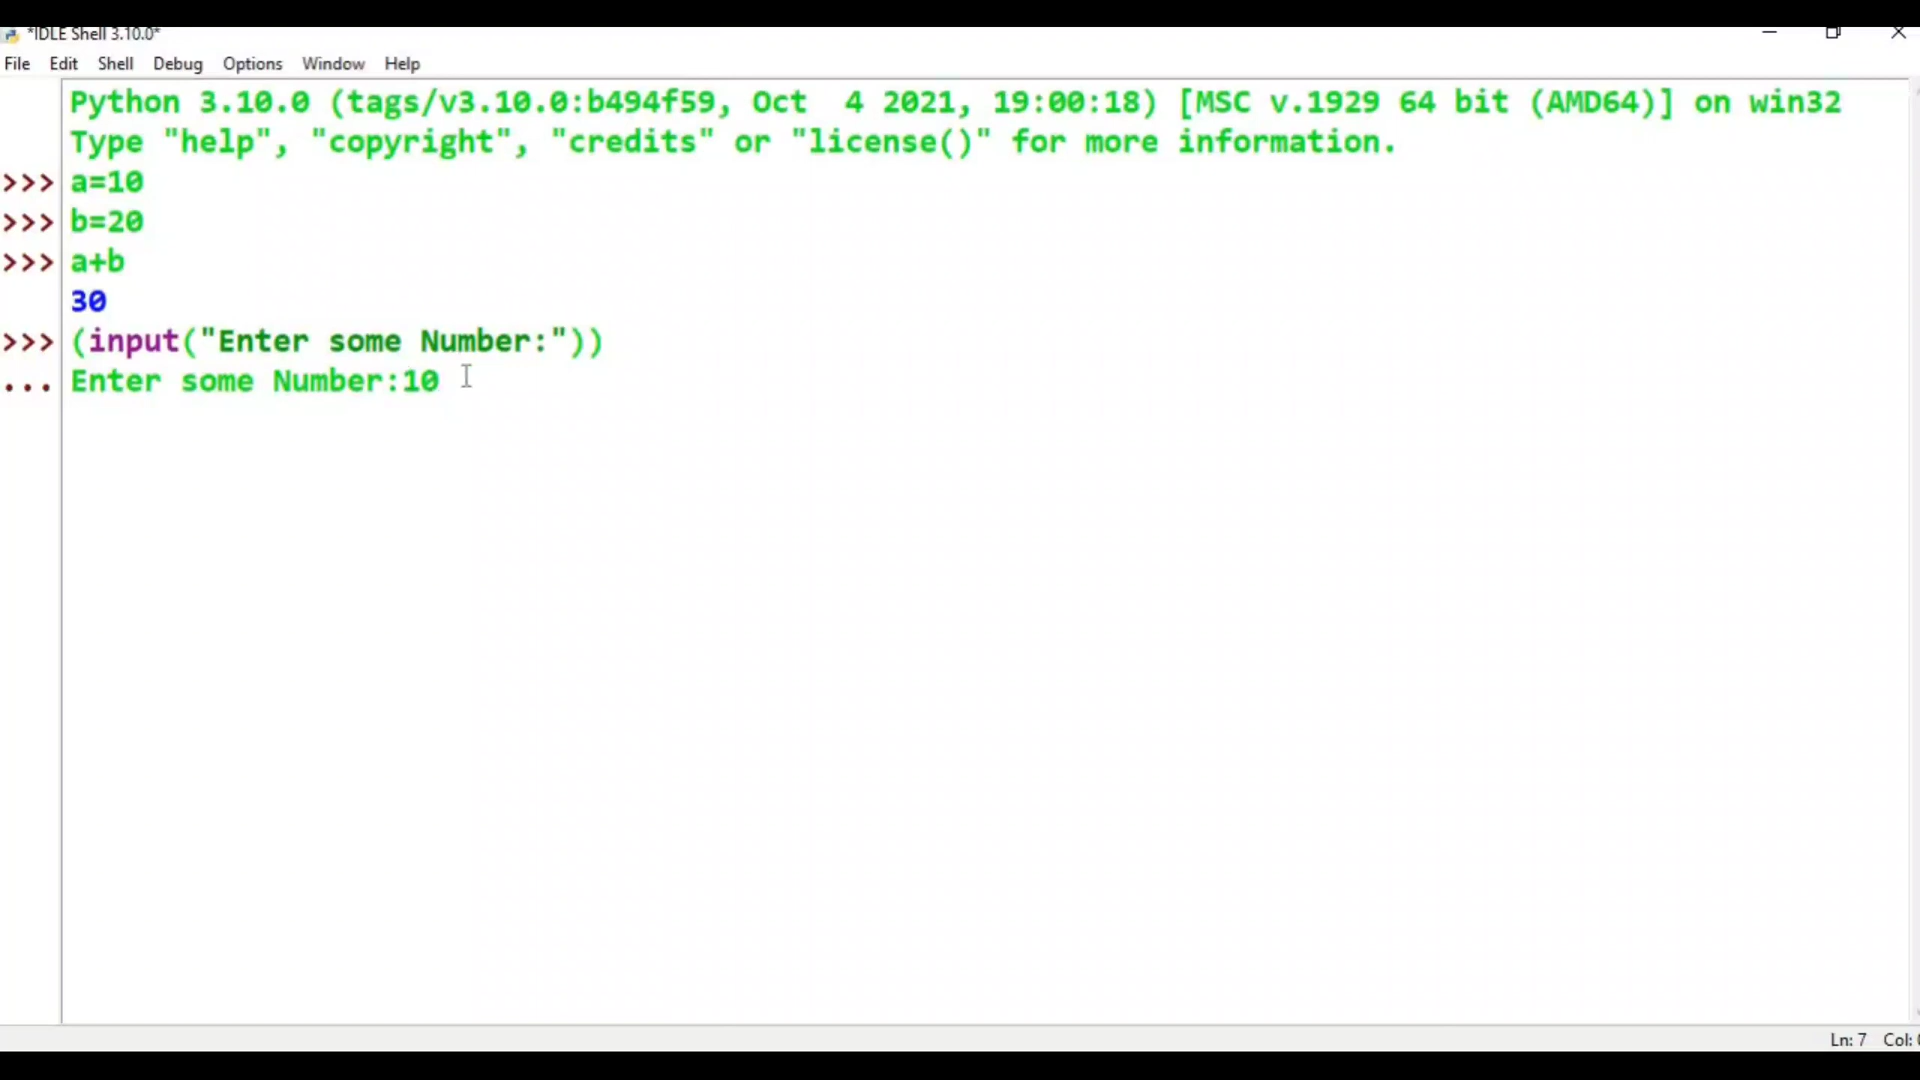 *IDLE Shell 3.10.0*
File Edit Shell Debug Options Window Help
Python 3.10.0 (tags/v3.10.0:b494f59, Oct  4 2021, 19:00:18) [MSC v.1929 64 bit (AMD64)] on win32
Type "help", "copyright", "credits" or "license()" for more information.
>>> a=10
>>> b=20
>>> a+b
30
>>> (input("Enter some Number:"))
... Enter some Number:10
Ln: 7 Col: